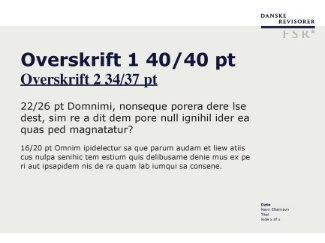 DANSKE
REVISORER
FSR®
Overskrift 1 40/40 pt
Overskrift 2 34/37 pt
22/26 pt Domnimi, nonseque porera dere lse
dest, sim re a dit dem pore null ignihil ider ea
quas ped magnatatur?
16/20 pt Omnim ipidelectur sa que parum audam et liew atiis
cus nulpa senihic tem estium quis delibusame denie mus ex pe
ri aut ipsapidem nis de ra quam lab iumqui sa consene.
Dato
Side x af x